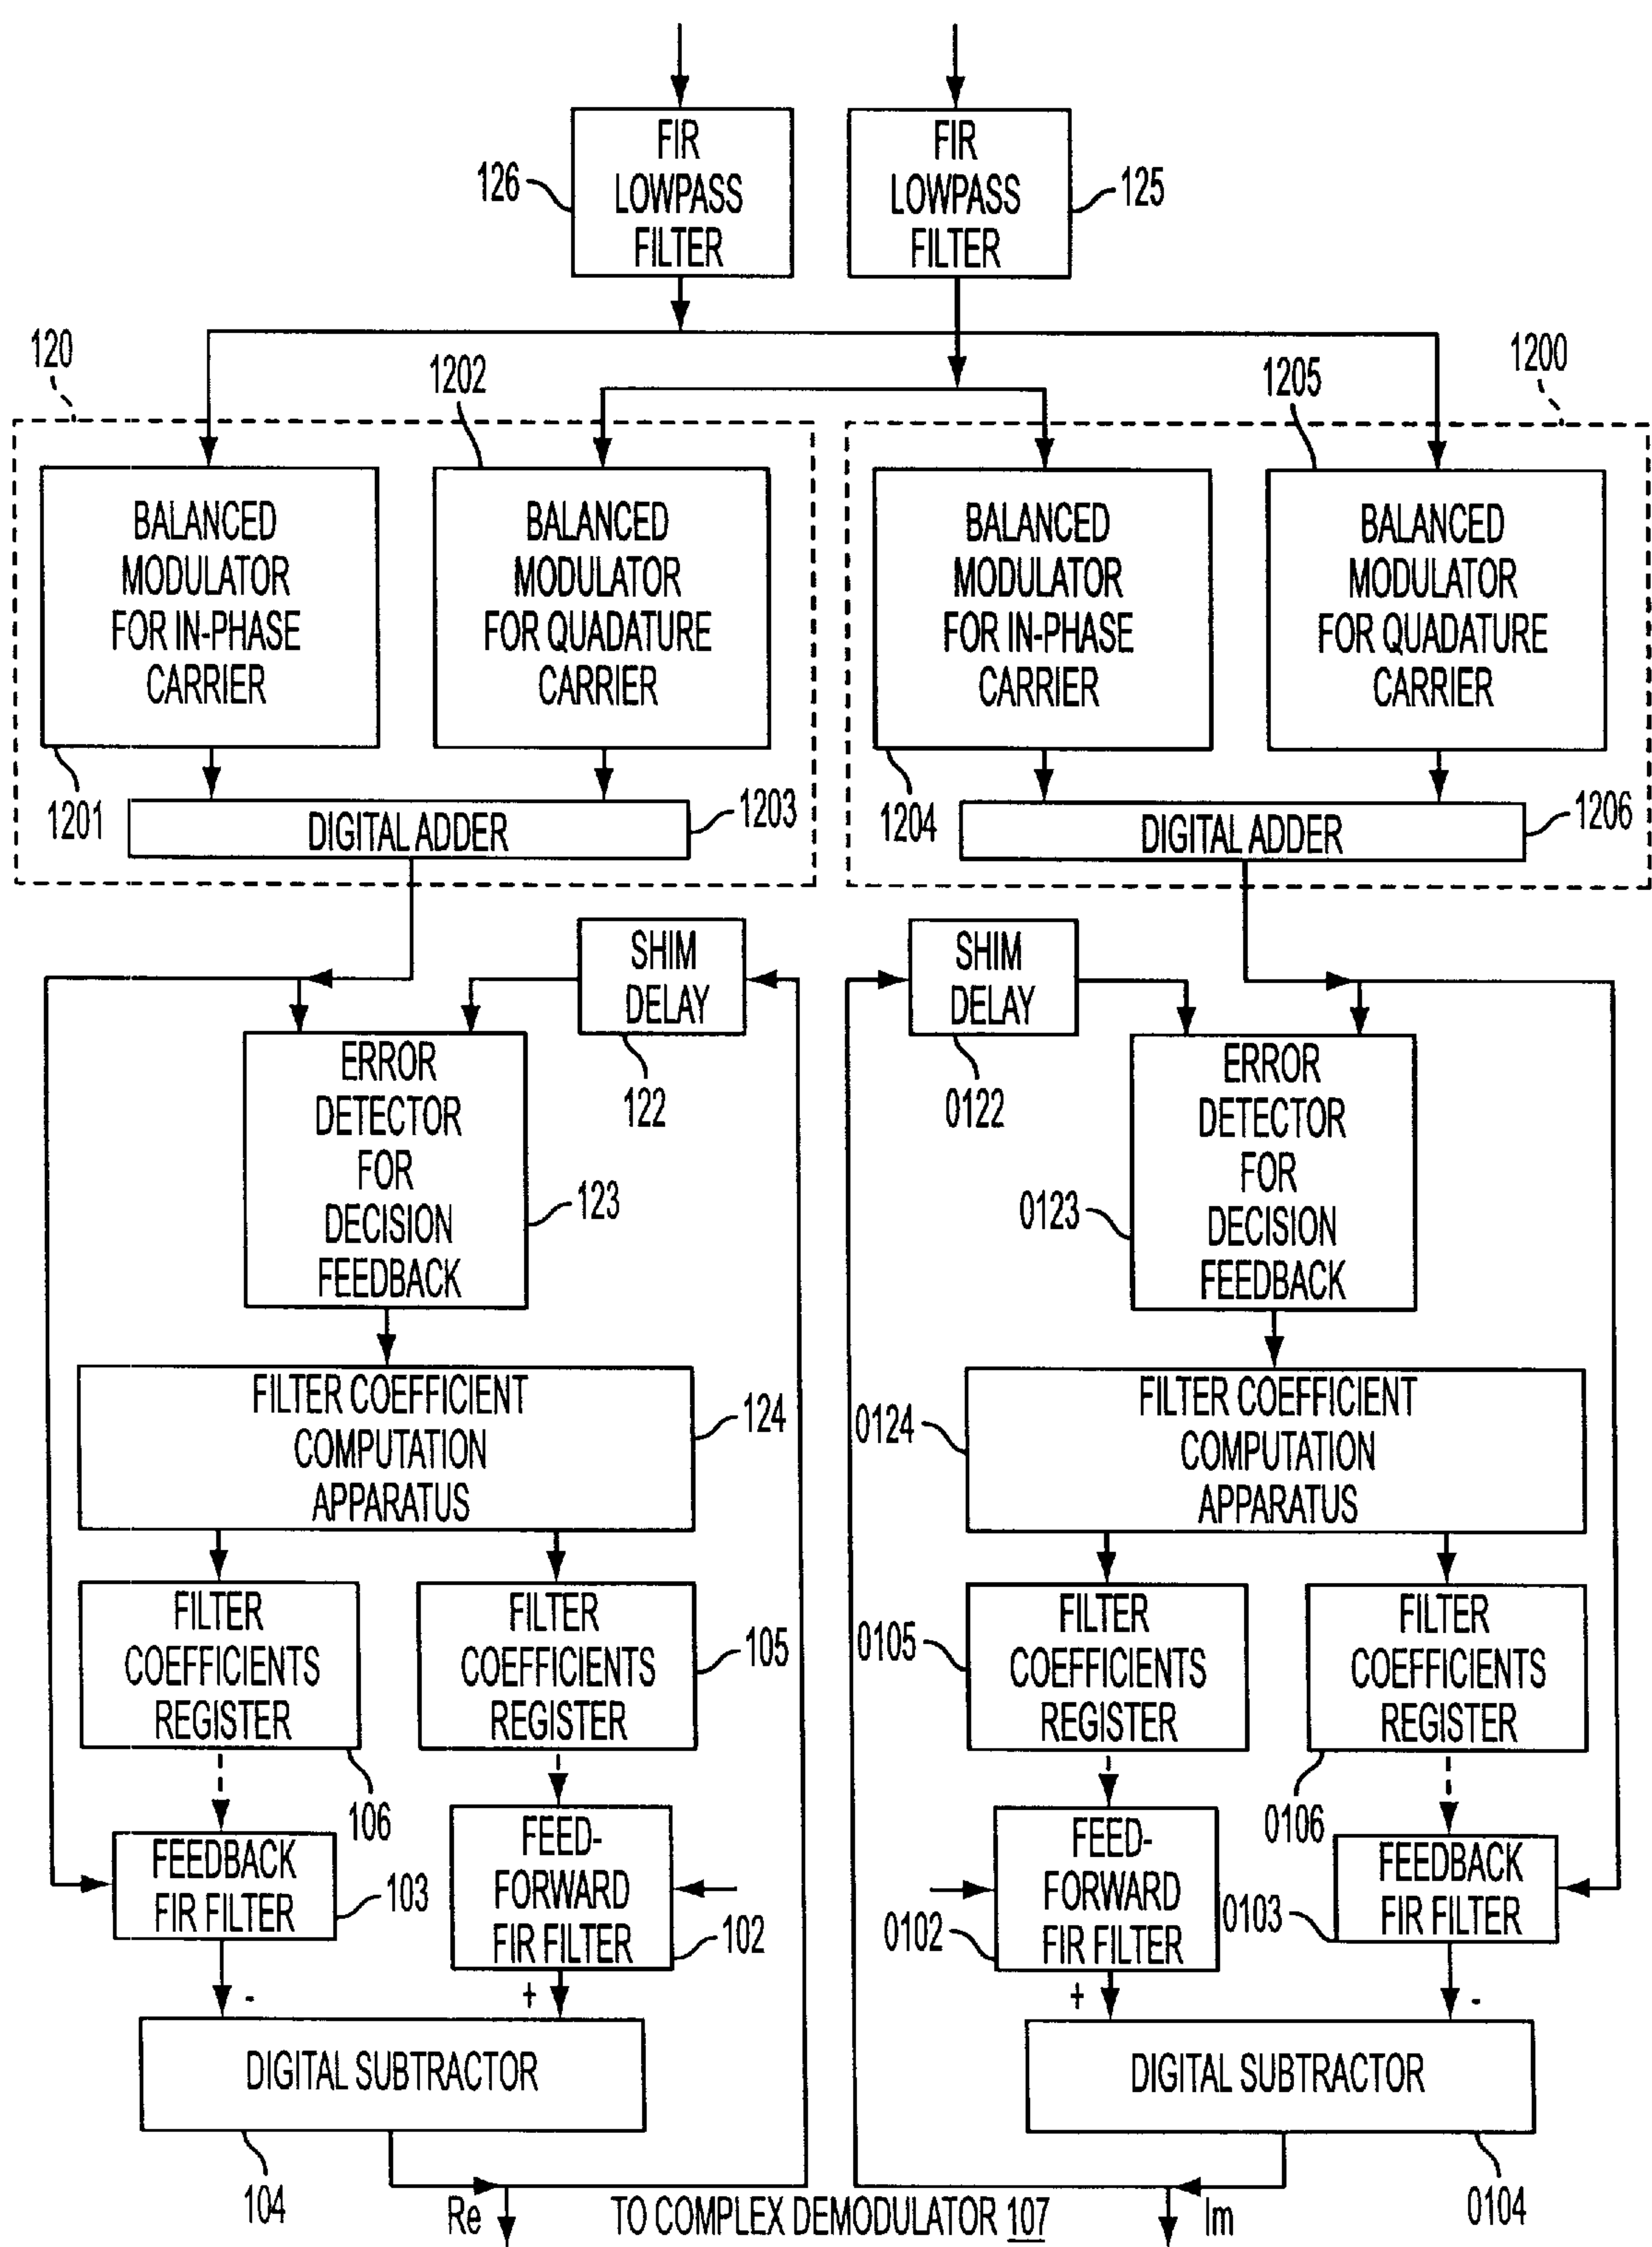 FIR
LOWPASS
FILTER
126
FIR
LOWPASS
FILTER
125
120
1202
1205
1200
BALANCED
MODULATOR
FOR IN-PHASE
CARRIER
BALANCED
MODULATOR
FOR QUADATURE
CARRIER
BALANCED
MODULATOR
FOR IN-PHASE
CARRIER
BALANCED
MODULATOR
FOR QUADATURE
CARRIER
1201
DIGITAL ADDER
1203
1204
DIGITAL ADDER
1206
SHIM
DELAY
122
SHIM
DELAY
0122
ERROR
DETECTOR
FOR
DECISION
FEEDBACK
123
ERROR
DETECTOR
FOR
DECISION
FEEDBACK
0123
FILTER COEFFICIENT
COMPUTATION
APPARATUS
124
FILTER COEFFICIENT
COMPUTATION
APPARATUS
0124
FILTER
COEFFICIENTS
REGISTER
106
FILTER
COEFFICIENTS
REGISTER
105
FILTER
COEFFICIENTS
REGISTER
0105
FILTER
COEFFICIENTS
REGISTER
0106
FEEDBACK
FIR FILTER
103
FEED-
FORWARD
FIR FILTER
102
FEED-
FORWARD
FIR FILTER
0102
FEEDBACK
FIR FILTER
0103
- +
+ -
DIGITAL SUBTRACTOR
104
DIGITAL SUBTRACTOR
0104
Re TO COMPLEX DEMODULATOR 107 Im